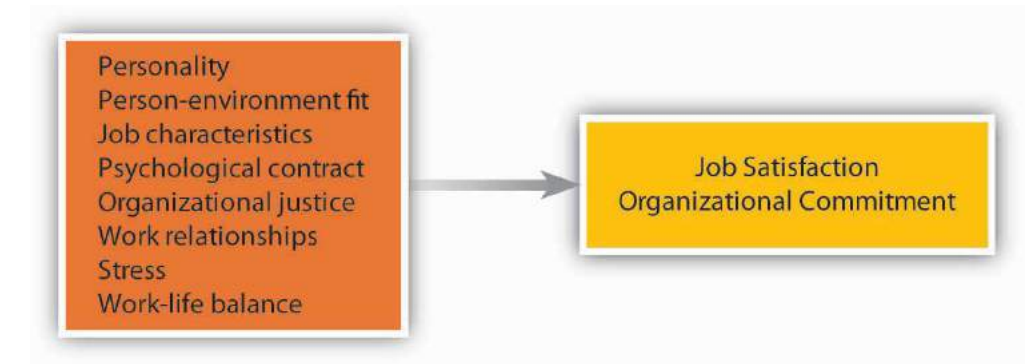 Personality
Person-environment fit
Job characteristics
Psychological contract
Organizational justice
Work relationships
Stress
Work-life balance
Job Satisfaction
Organizational Commitment